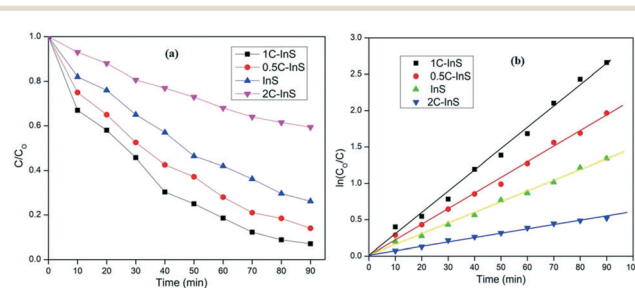 (a)
1C-InS
0.5C-InS
InS
2C-InS
C/C₀
1.0
0.8
0.6
0.4
0.2
0.0
0 10 20 30 40 50 60 70 80 90
Time (min)
(b)
1C-InS
0.5C-InS
InS
2C-InS
ln(C₀/C)
3.0
2.5
2.0
1.5
1.0
0.5
0.0
0 10 20 30 40 50 60 70 80 90 10
Time (min)